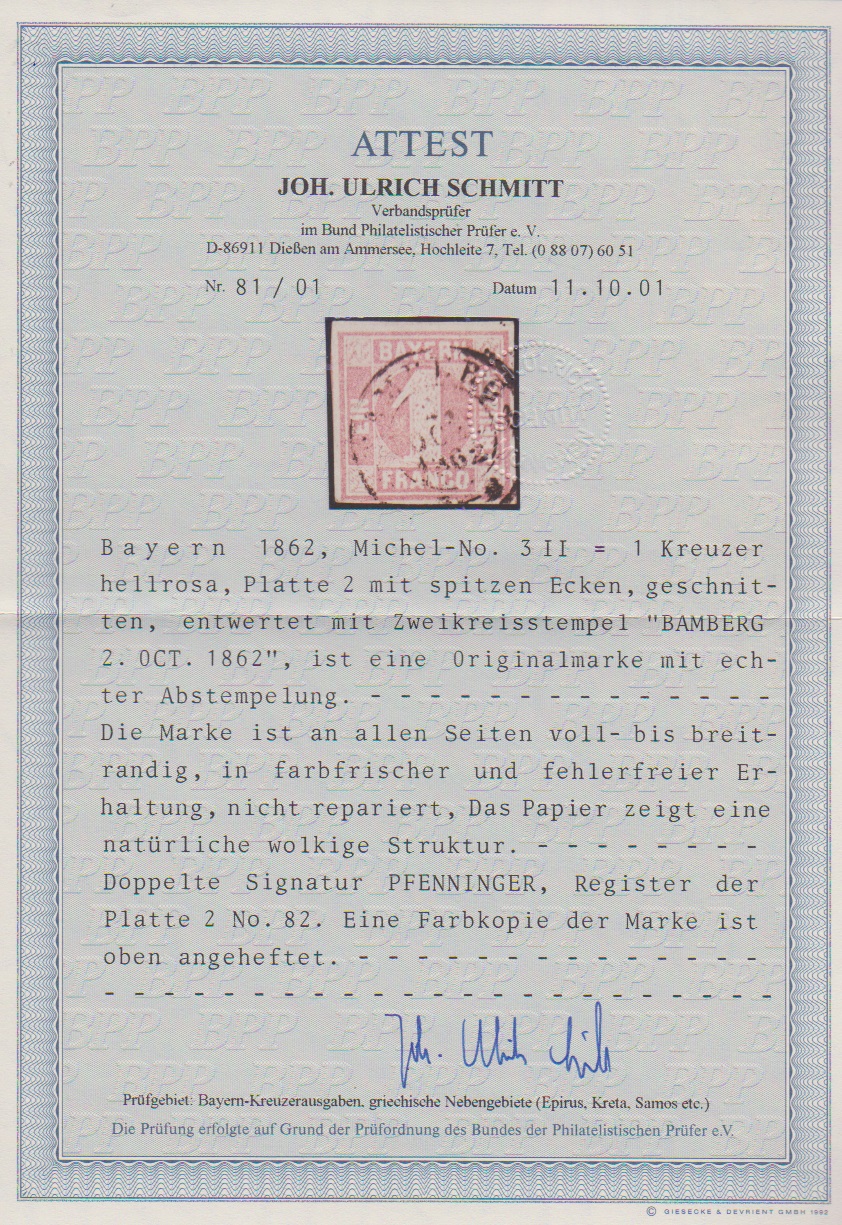 ATTEST
JOH. ULRICH SCHMITT
Verbandsprüfer
im Bund Philatelistischer Prüfer e. V.
D-86911 Dießen am Ammersee, Hochleite 7, Tel. (0 88 07) 60 51
Nr. 81 / 01 Datum 11.10.01
BAYERN
1
FRANCO
Bayern 1862, Michel-No. 3 II = 1 Kreuzer
hellrosa, Platte 2 mit spitzen Ecken, geschnit-
ten, entwertet mit Zweikreisstempel "BAMBERG
2. OCT. 1862", ist eine Originalmarke mit ech-
ter Abstempelung. - - - - - - - - - - - - - -
Die Marke ist an allen Seiten voll- bis breit-
randig, in farbfrischer und fehlerfreier Er-
haltung, nicht repariert, Das Papier zeigt eine
natürliche wolkige Struktur. - - - - - - - -
Doppelte Signatur PFENNINGER, Register der
Platte 2 No. 82. Eine Farbkopie der Marke ist
oben angeheftet. - - - - - - - - - - - - - -
- - - - - - - - - - - - - - - - - - - - - - -
Joh. Ulrich Schmitt
Prüfgebiet: Bayern-Kreuzerausgaben, griechische Nebengebiete (Epirus, Kreta, Samos etc.)
Die Prüfung erfolgte auf Grund der Prüfordnung des Bundes der Philatelistischen Prüfer e.V.
© GIESECKE & DEVRIENT GMBH 1992